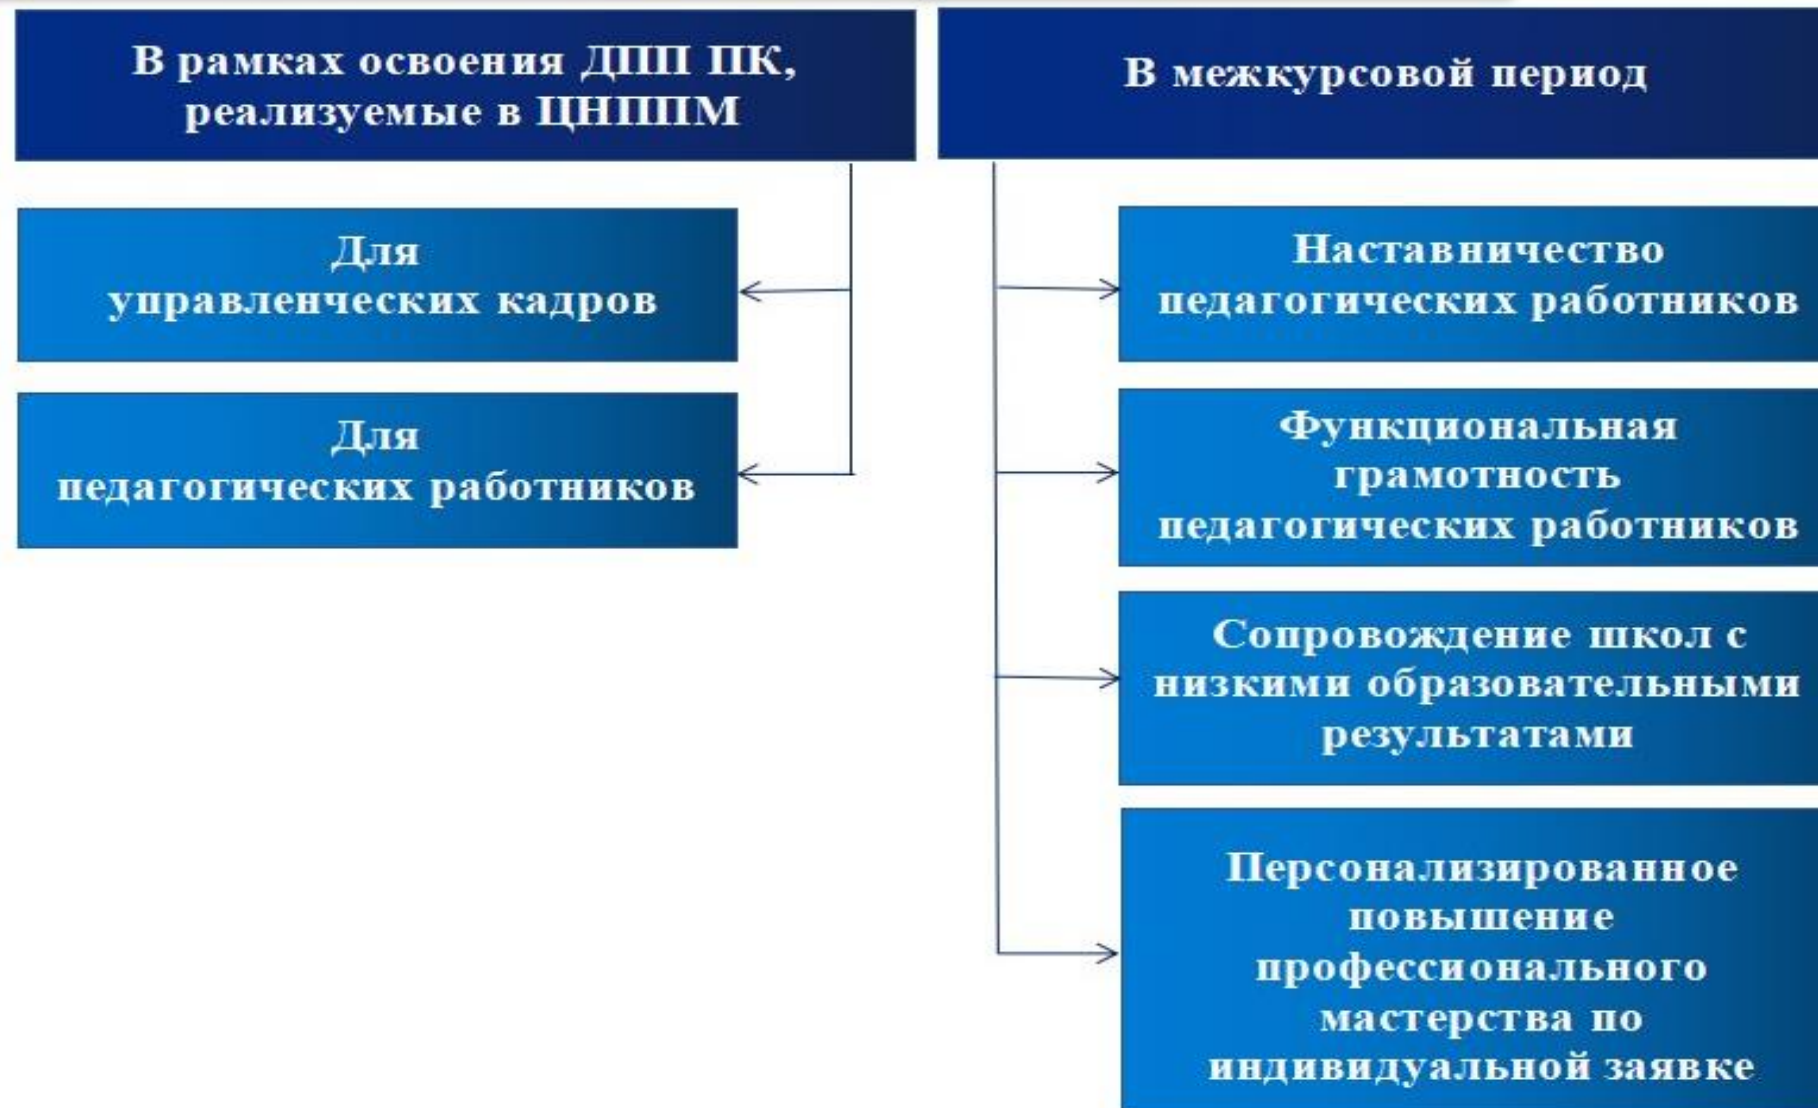 В рамках освоения ДПП ПК,
реализуемые в ЦНППМ
Для
управленческих кадров
Для
педагогических работников
В межкурсовой период
Наставничество
педагогических работников
Функциональная
грамотность
педагогических работников
Сопровождение школ с
низкими образовательными
результатами
Персонализированное
повышение
профессионального
мастерства по
индивидуальной заявке